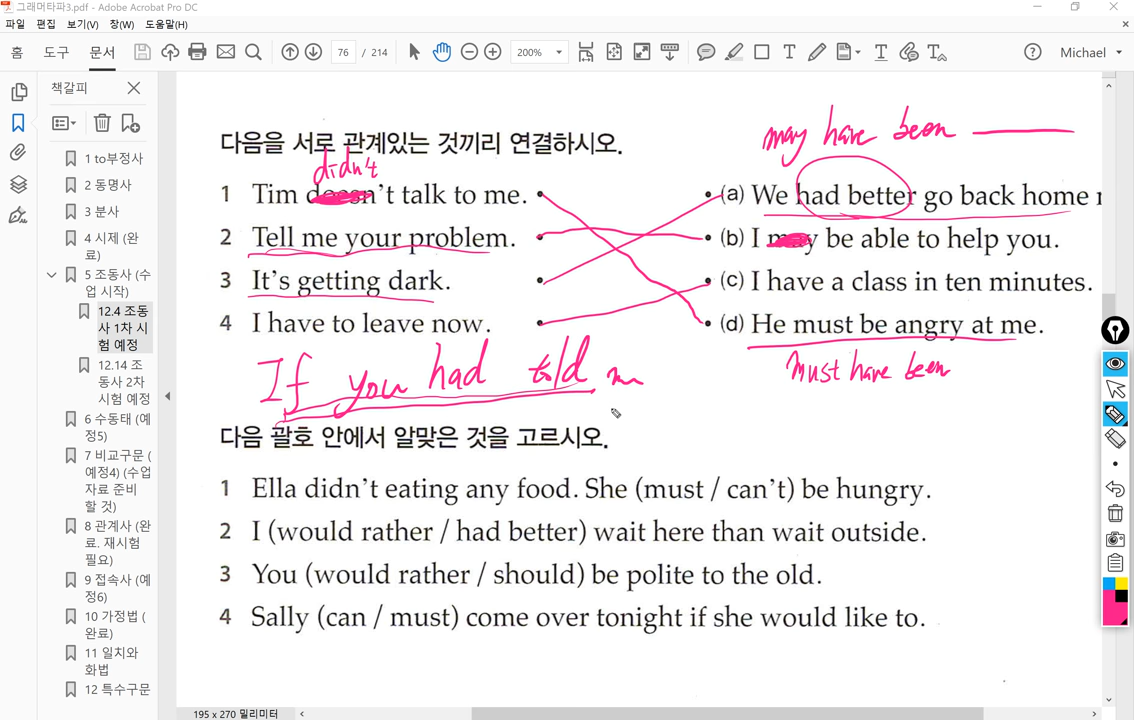 그래머타파3.pdf - Adobe Acrobat Pro DC
파일 편집 보기(V) 창(W) 도움말(H)
홈 도구 문서 76 / 214 200% Michael
책갈피
1 to부정사
2 동명사
3 분사
4 시제 (완
료)
5 조동사 (수
업 시작)
12.4 조동
사 1차 시
험 예정
12.14 조
동사 2차
시험 예정
6 수동태 (예
정5)
7 비교구문 (
예정4) (수업
자료 준비
할 것)
8 관계사 (완
료. 재시험
필요)
9 접속사 (예
정6)
10 가정법 (
완료)
11 일치와
화법
12 특수구문
may have been
다음을 서로 관계있는 것끼리 연결하시오.
didn't
1 Tim doesn't talk to me. (a) We had better go back home
2 Tell me your problem. (b) I may be able to help you.
3 It's getting dark. (c) I have a class in ten minutes.
4 I have to leave now. (d) He must be angry at me.
If you had told me must have been
다음 괄호 안에서 알맞은 것을 고르시오.
1 Ella didn't eating any food. She (must / can't) be hungry.
2 I (would rather / had better) wait here than wait outside.
3 You (would rather / should) be polite to the old.
4 Sally (can / must) come over tonight if she would like to.
195 x 270 밀리미터